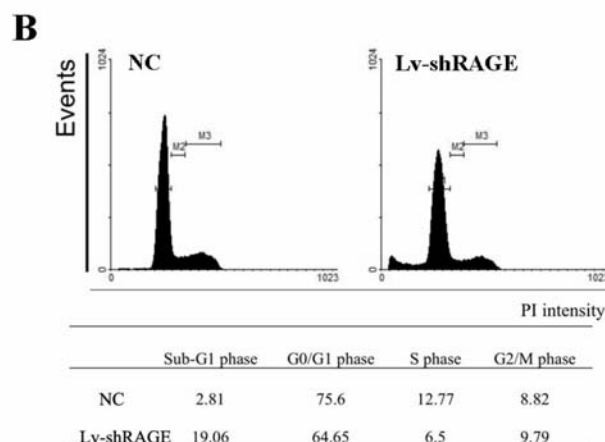 B
NC
Lv-shRAGE
Events
1024
0
M2
M3
0
1023
1024
0
M2
M3
0
1023
PI intensity
Sub-G1 phase G0/G1 phase S phase G2/M phase
NC 2.81 75.6 12.77 8.82
Lv-shRAGE 19.06 64.65 6.5 9.79